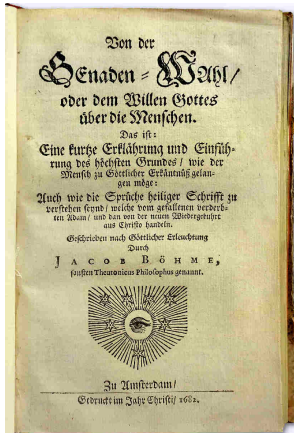 Von der
Genaden-Wahl/
oder dem Willen Gottes
über die Menschen.
Das ist:
Eine kurtze Erklährung und Einfüh-
rung des höchsten Grundes/ wie der
Mensch zu Göttlicher Erkäntnüß gelan-
gen möge:
Auch wie die Sprüche heiliger Schrifft zu
verstehen seynd/ welche vom gefallenen verderb-
ten Adam/ und dan von der neuen Wiedergeburt
aus Christo handeln.
Geschrieben nach Göttlicher Erleuchtung
Durch
JACOB BÖHME,
sonsten Theutonicus Philosophus genannt.
Zu Amsterdam/
Gedruckt im Jahr Christi/ 1682.